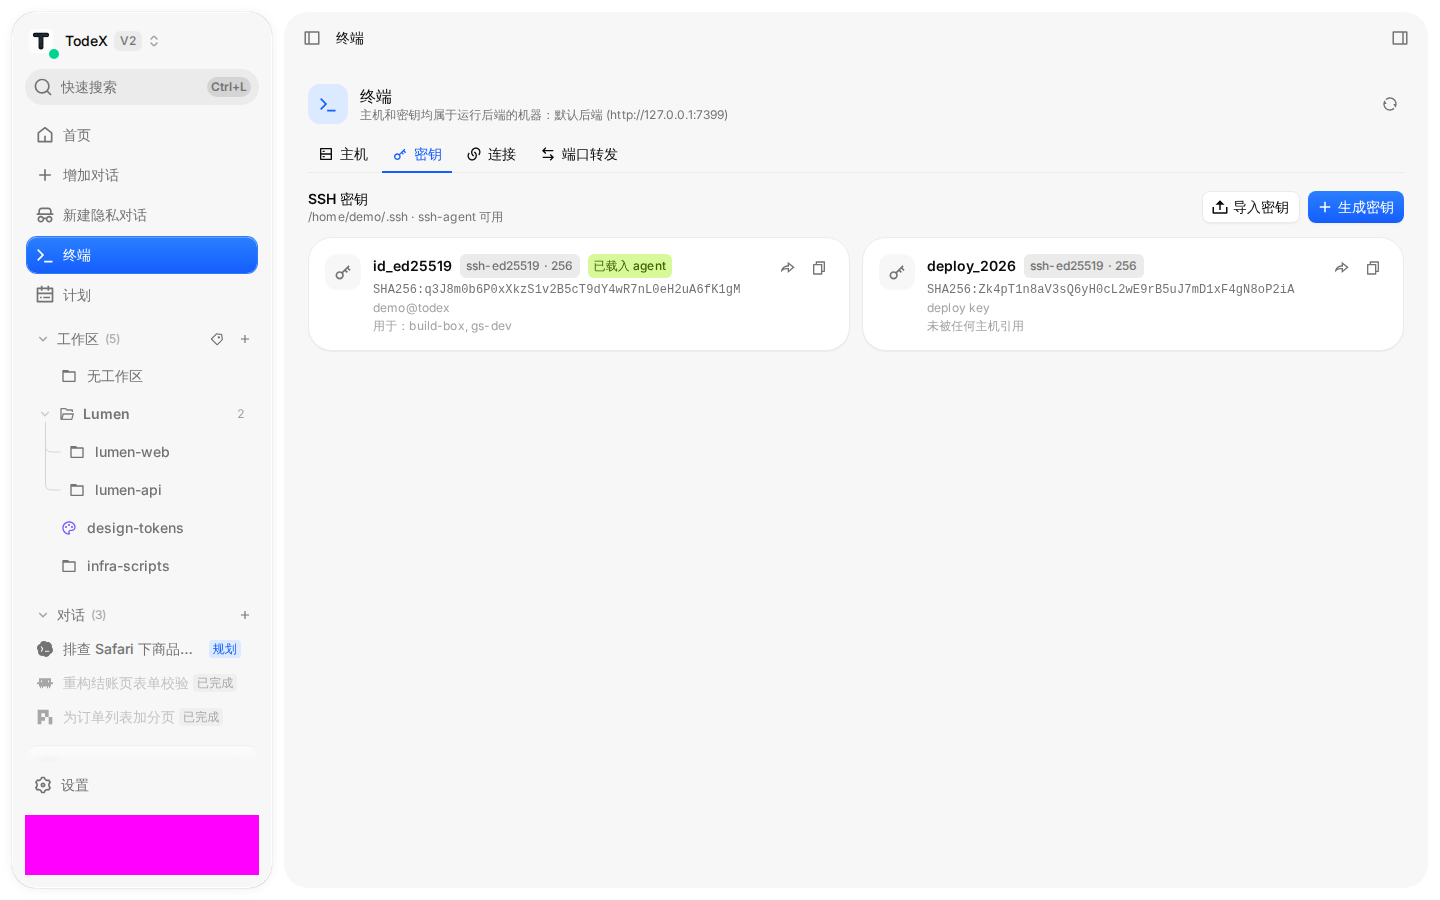 TodeX V2
快速搜索 Ctrl+L
首页
增加对话
新建隐私对话
终端
计划
工作区 (5)
无工作区
Lumen 2
lumen-web
lumen-api
design-tokens
infra-scripts
对话 (3)
排查 Safari 下商品... 规划
重构结账页表单校验 已完成
为订单列表加分页 已完成
设置
终端
终端
主机和密钥均属于运行后端的机器：默认后端 (http://127.0.0.1:7399)
主机 密钥 连接 端口转发
SSH 密钥
/home/demo/.ssh · ssh-agent 可用
导入密钥 生成密钥
id_ed25519 ssh-ed25519 · 256 已载入 agent
SHA256:q3J8m0b6P0xXkzS1v2B5cT9dY4wR7nL0eH2uA6fK1gM
demo@todex
用于：build-box, gs-dev
deploy_2026 ssh-ed25519 · 256
SHA256:Zk4pT1n8aV3sQ6yH0cL2wE9rB5uJ7mD1xF4gN8oP2iA
deploy key
未被任何主机引用